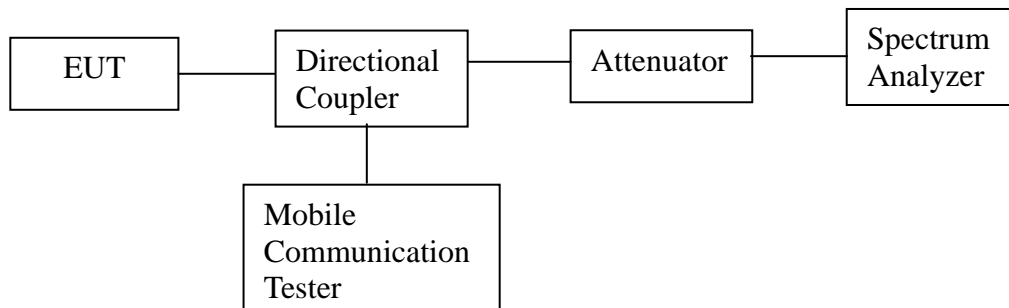 EUT
Directional
Coupler
Attenuator
Spectrum
Analyzer
Mobile
Communication
Tester